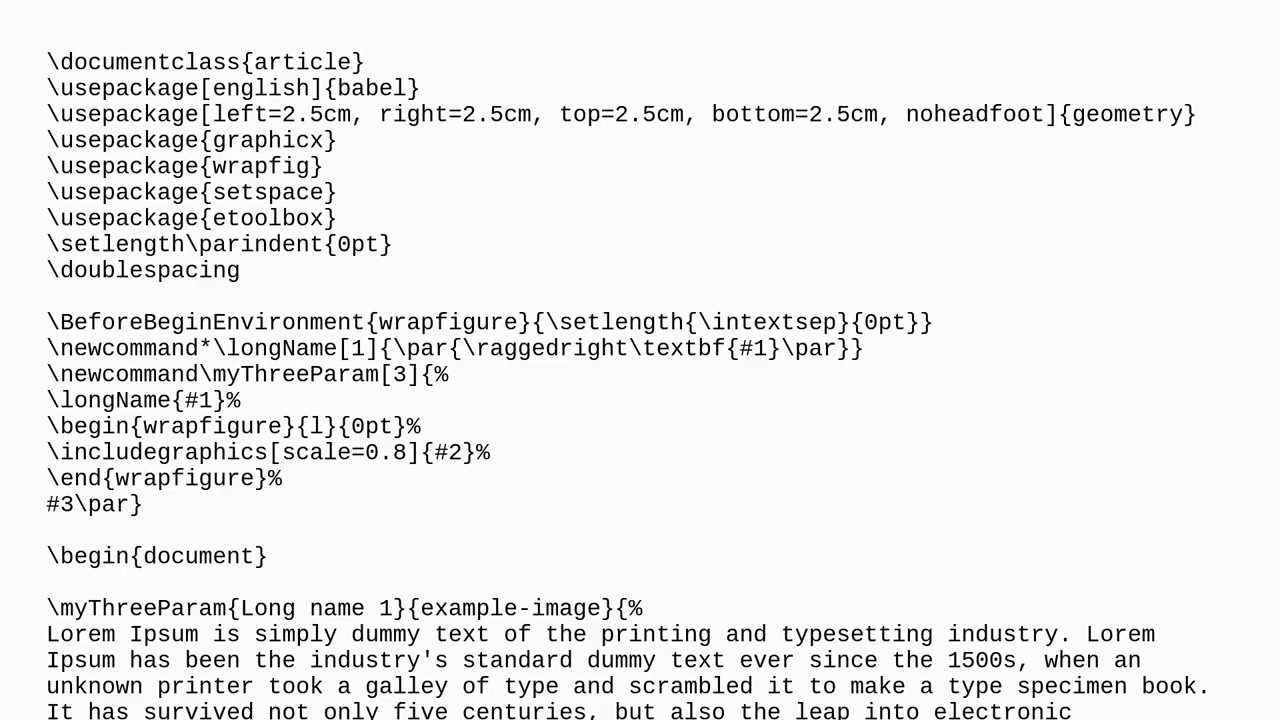 \documentclass{article}
\usepackage[english]{babel}
\usepackage[left=2.5cm, right=2.5cm, top=2.5cm, bottom=2.5cm, noheadfoot]{geometry}
\usepackage{graphicx}
\usepackage{wrapfig}
\usepackage{setspace}
\usepackage{etoolbox}
\setlength\parindent{0pt}
\doublespacing

\BeforeBeginEnvironment{wrapfigure}{\setlength{\intextsep}{0pt}}
\newcommand*\longName[1]{\par{\raggedright\textbf{#1}\par}}
\newcommand\myThreeParam[3]{%
\longName{#1}%
\begin{wrapfigure}{l}{0pt}%
\includegraphics[scale=0.8]{#2}%
\end{wrapfigure}%
#3\par}

\begin{document}

\myThreeParam{Long name 1}{example-image}{%
Lorem Ipsum is simply dummy text of the printing and typesetting industry. Lorem
Ipsum has been the industry's standard dummy text ever since the 1500s, when an
unknown printer took a galley of type and scrambled it to make a type specimen book.
It has survived not only five centuries, but also the leap into electronic